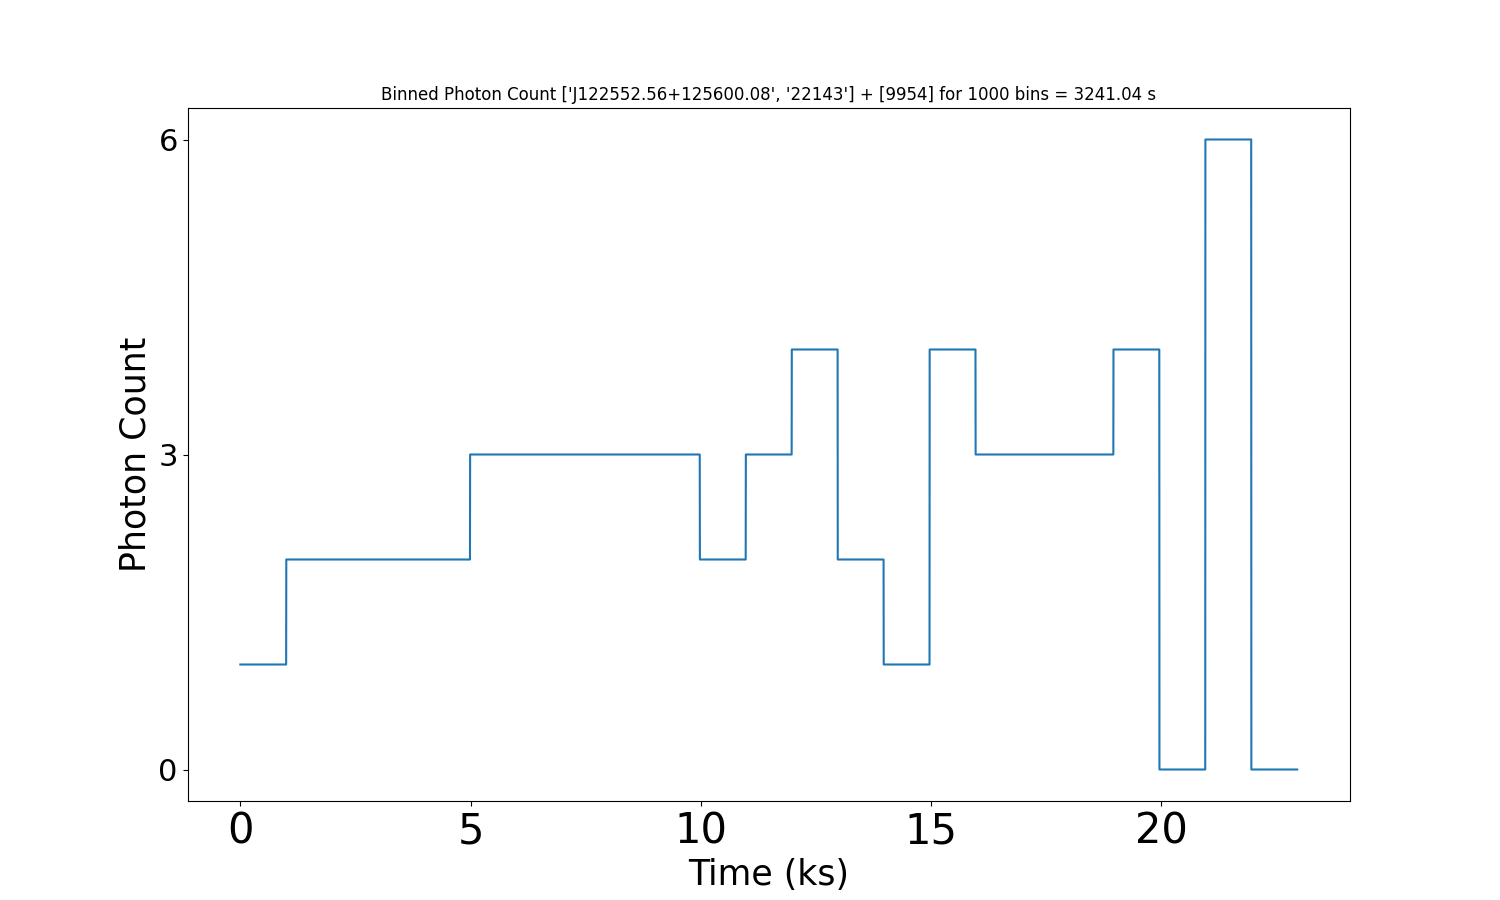 Binned Photon Count ['J122552.56+125600.08', '22143'] + [9954] for 1000 bins = 3241.04 s
6
3
0
Photon Count
0 5 10 15 20
Time (ks)